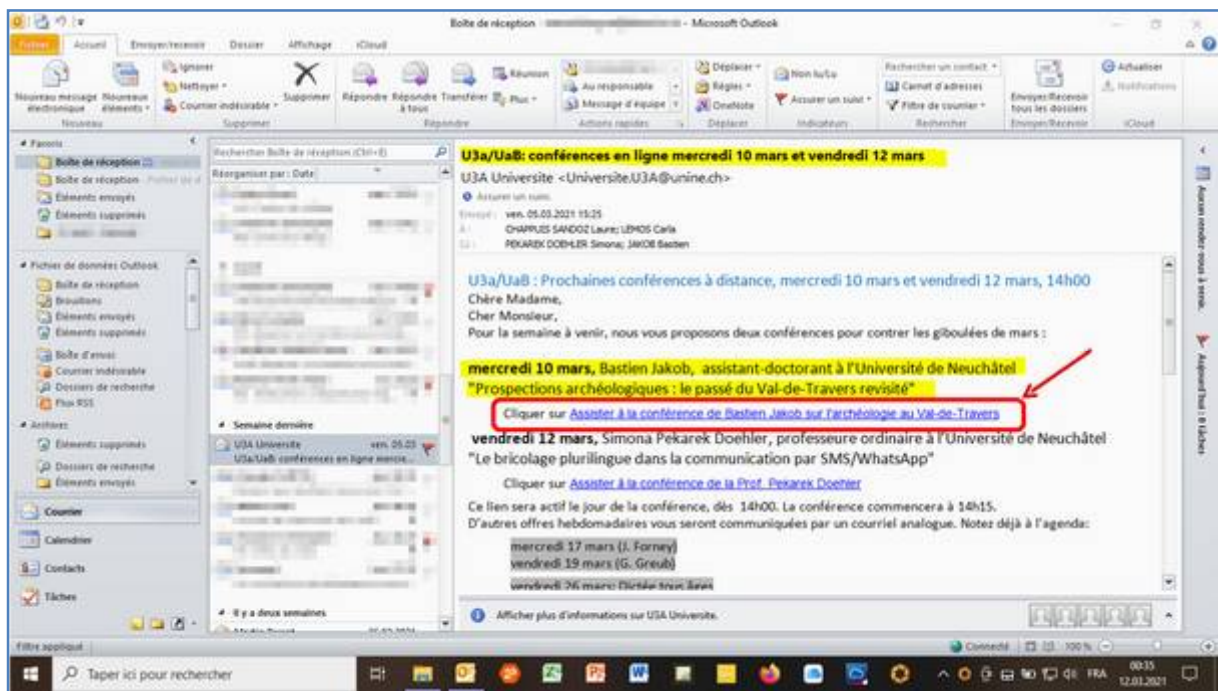 Boîte de réception - Microsoft Outlook
Fichier Accueil Envoyer/recevoir Dossier Affichage iCloud
Nouveau message électronique
Nouveaux éléments
Nouveau
Ignorer
Nettoyer
Courrier indésirable
Supprimer
Supprimer
Répondre
Répondre à tous
Transférer
Réunion
Plus
Répondre
Au responsable
Message d'équipe
Actions rapides
Déplacer
Règles
OneNote
Déplacer
Non lu/Lu
Assurer un suivi
Indicateurs
Rechercher un contact
Carnet d'adresses
Filtre de courrier
Rechercher
Envoyer/Recevoir tous les dossiers
Envoyer/Recevoir
Actualiser
Notifications
iCloud
Favoris
Boîte de réception
Boîte de réception
Éléments envoyés
Éléments supprimés
Fichier de données Outlook
Boîte de réception
Brouillons
Éléments envoyés
Éléments supprimés
Boîte d'envoi
Courrier indésirable
Dossiers de recherche
Flux RSS
Archives
Éléments supprimés
Dossiers de recherche
Éléments envoyés
Courrier
Calendrier
Contacts
Tâches
Rechercher Boîte de réception (Ctrl+E)
Réorganiser par : Date
Semaine dernière
U3A Universite ven. 05.03
U3a/UaB: conférences en ligne mercre...
Il y a deux semaines
U3a/UaB: conférences en ligne mercredi 10 mars et vendredi 12 mars
U3A Universite <Universite.U3A@unine.ch>
Assurer un suivi.
Envoyé : ven. 05.03.2021 15:25
À : CHAPPUIS SANDOZ Laure; LEMOS Carla
Cc : PEKAREK DOEHLER Simona; JAKOB Bastien
U3a/UaB : Prochaines conférences à distance, mercredi 10 mars et vendredi 12 mars, 14h00
Chère Madame,
Cher Monsieur,
Pour la semaine à venir, nous vous proposons deux conférences pour contrer les giboulées de mars :
mercredi 10 mars, Bastien Jakob, assistant-doctorant à l'Université de Neuchâtel
"Prospections archéologiques : le passé du Val-de-Travers revisité"
Cliquer sur Assister à la conférence de Bastien Jakob sur l'archéologie au Val-de-Travers
vendredi 12 mars, Simona Pekarek Doehler, professeure ordinaire à l'Université de Neuchâtel
"Le bricolage plurilingue dans la communication par SMS/WhatsApp"
Cliquer sur Assister à la conférence de la Prof. Pekarek Doehler
Ce lien sera actif le jour de la conférence, dès 14h00. La conférence commencera à 14h15.
D'autres offres hebdomadaires vous seront communiquées par un courriel analogue. Notez déjà à l'agenda:
mercredi 17 mars (J. Forney)
vendredi 19 mars (G. Greub)
vendredi 26 mars: Dictée tous âges
Afficher plus d'informations sur U3A Universite.
Aucun rendez-vous à venir.
Aujourd'hui : 0 tâches
Filtre appliqué
Connecté
100 %
Taper ici pour rechercher
FRA
00:35
12.03.2021